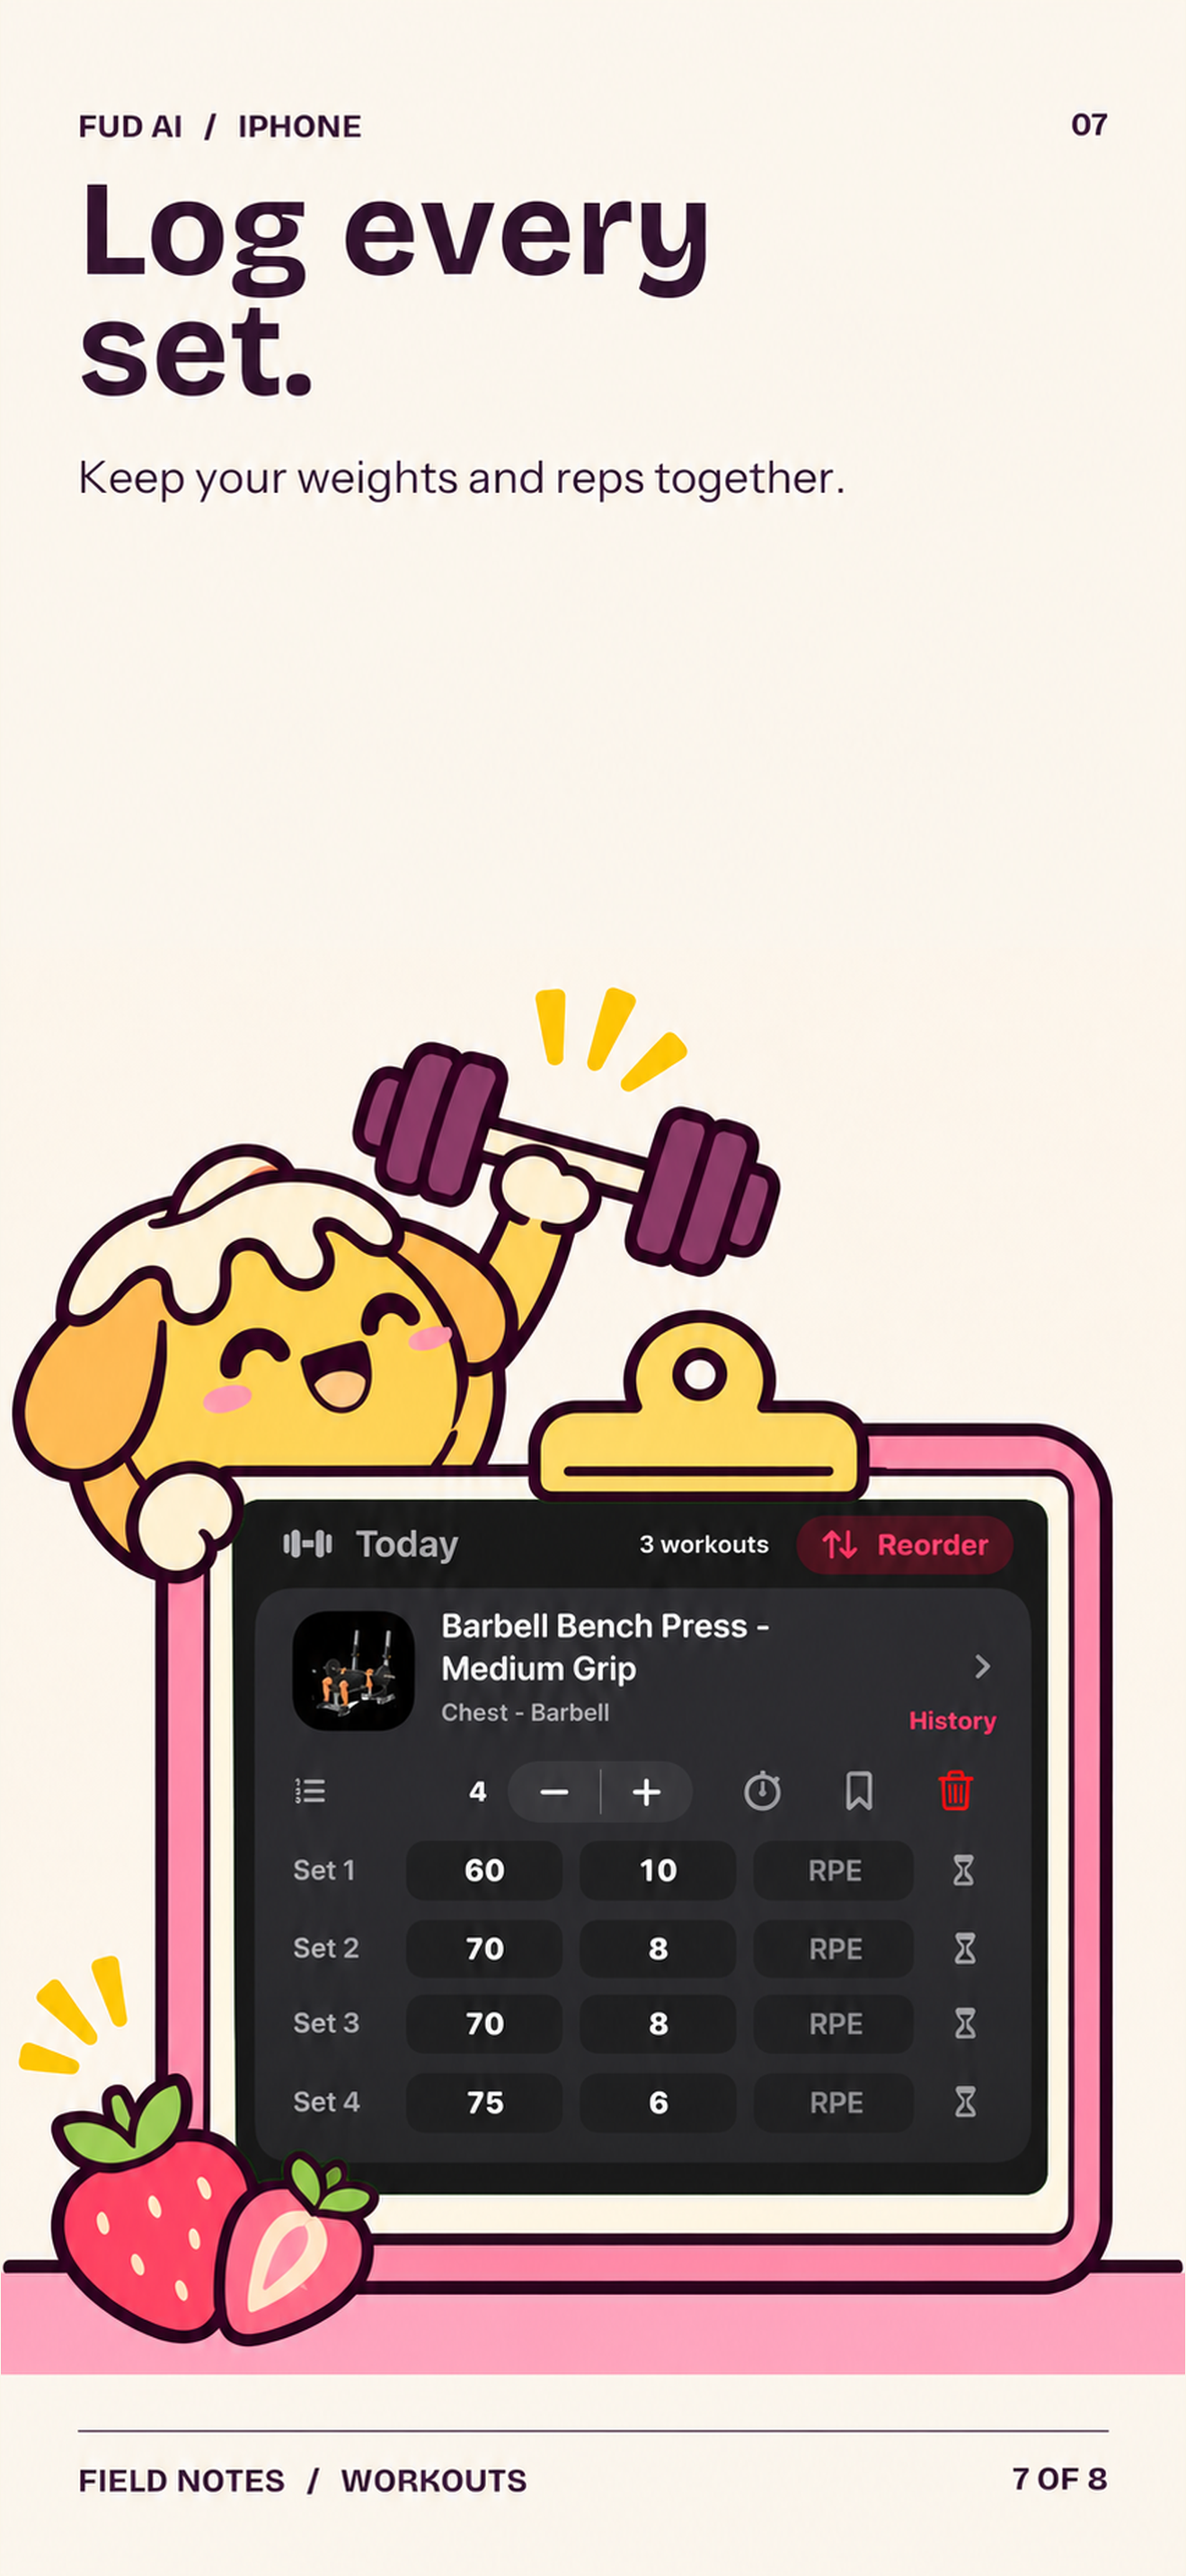 FUD AI / IPHONE
07
Log every
set.
Keep your weights and reps together.
Today
3 workouts
Reorder
Barbell Bench Press -
Medium Grip
Chest - Barbell
History
4
Set 1 60 10 RPE
Set 2 70 8 RPE
Set 3 70 8 RPE
Set 4 75 6 RPE
FIELD NOTES / WORKOUTS
7 OF 8